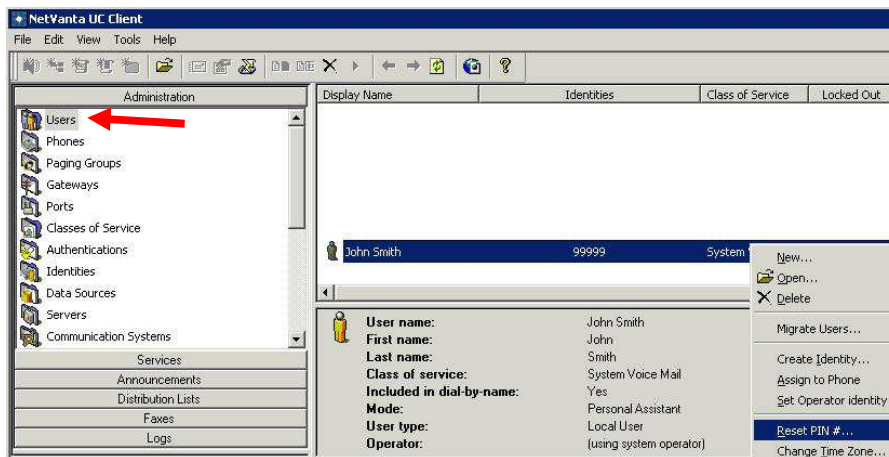 NetVanta UC Client
File Edit View Tools Help
Administration
Users
Phones
Paging Groups
Gateways
Ports
Classes of Service
Authentications
Identities
Data Sources
Servers
Communication Systems
Services
Announcements
Distribution Lists
Faxes
Logs
Display Name Identities Class of Service Locked Out
John Smith 99999 System
User name: John Smith
First name: John
Last name: Smith
Class of service: System Voice Mail
Included in dial-by-name: Yes
Mode: Personal Assistant
User type: Local User
Operator: (using system operator)
New...
Open...
Delete
Migrate Users...
Create Identity...
Assign to Phone
Set Operator identity
Reset PIN #...
Change Time Zone...